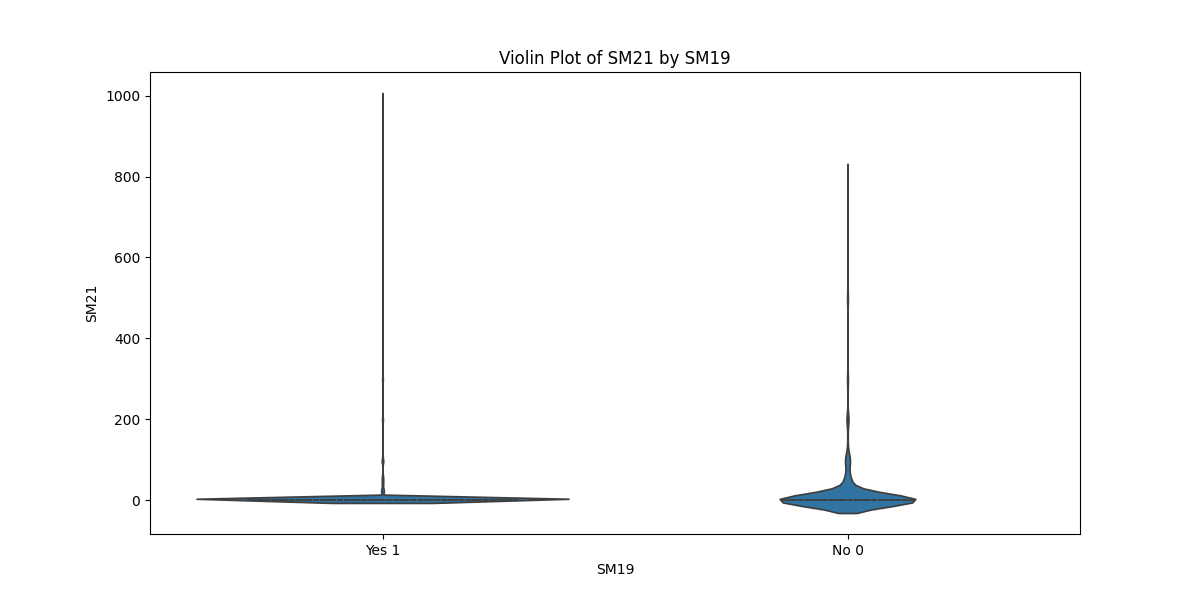 Violin Plot of SM21 by SM19
1000
800
600
400
200
0
SM21
Yes 1
No 0
SM19